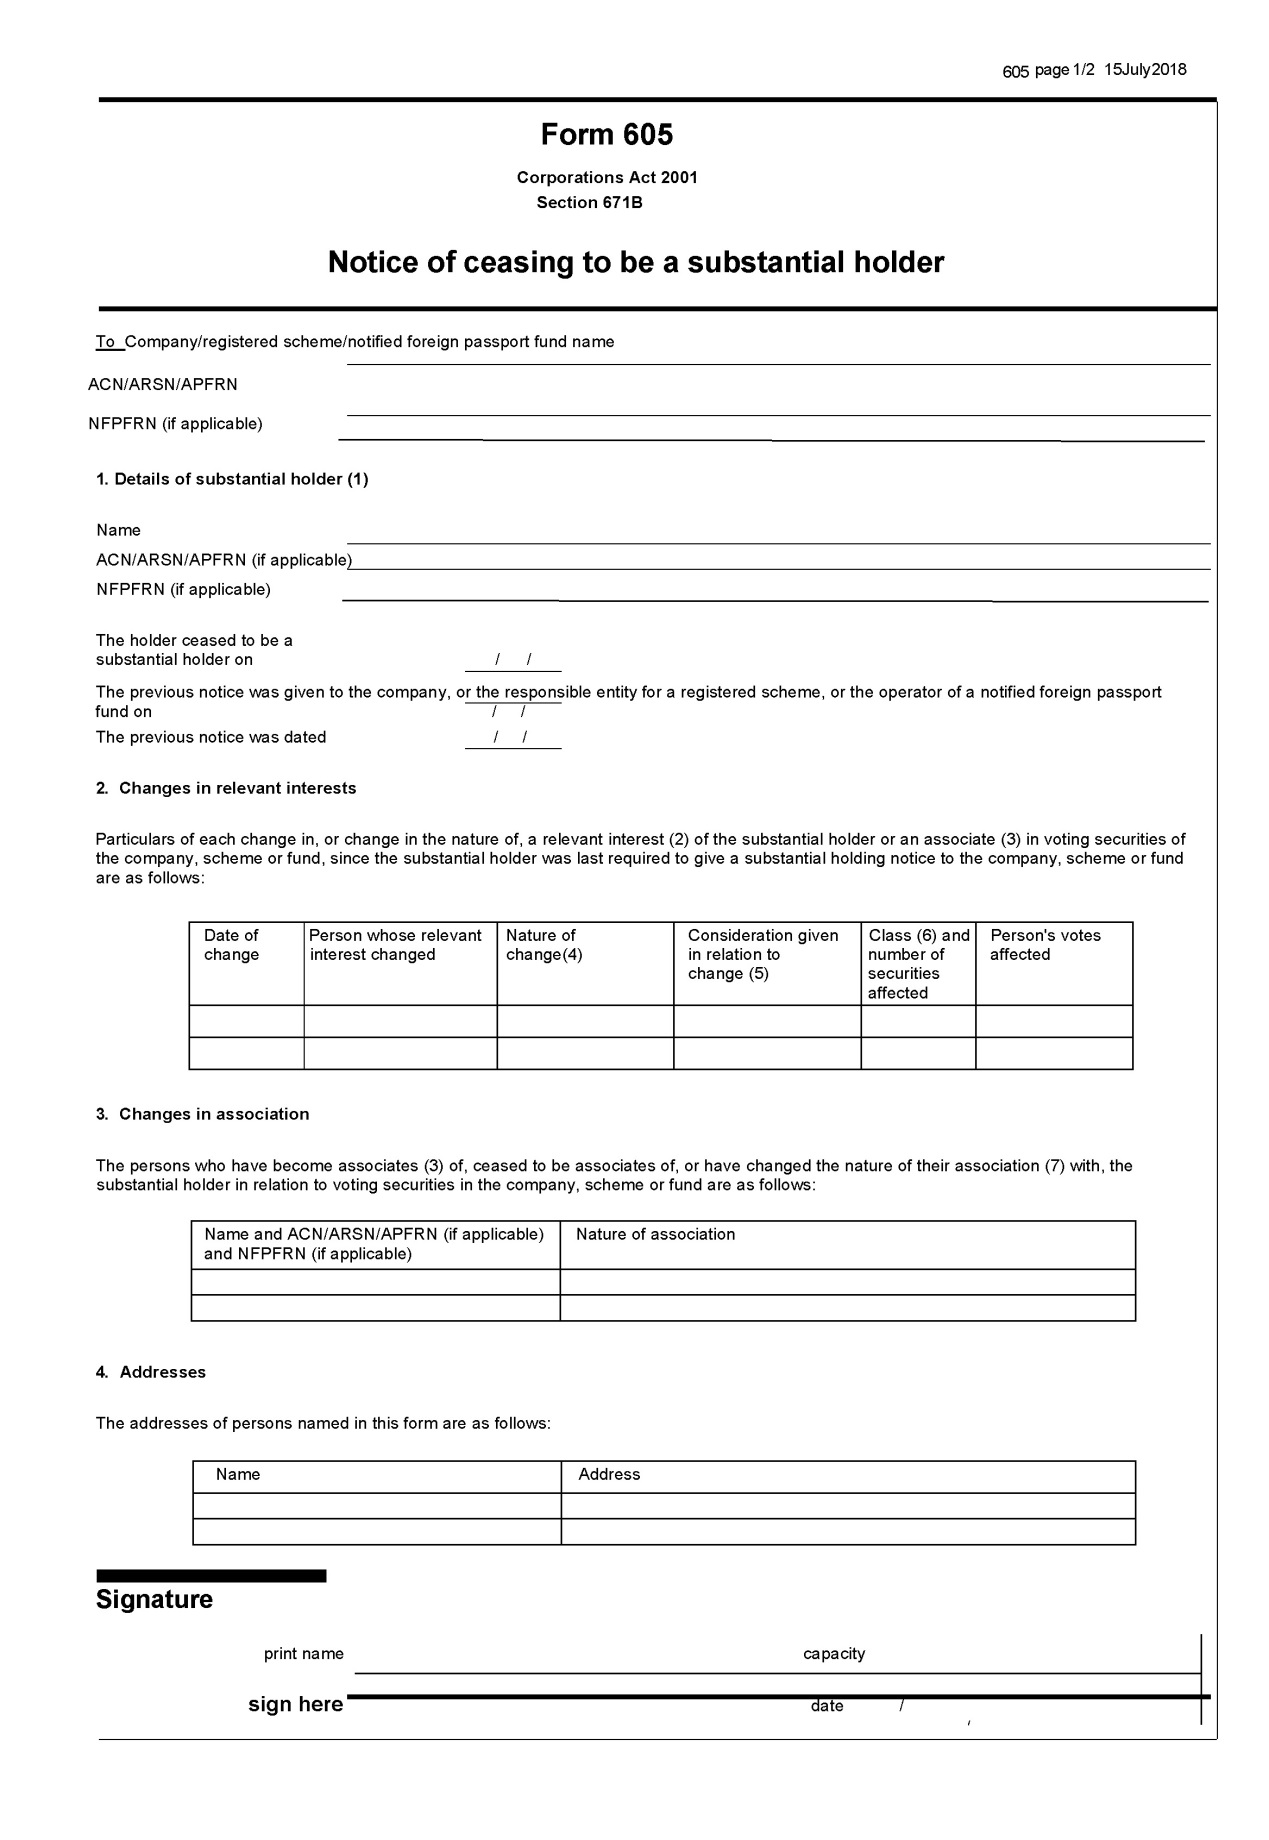 605 page 1/2 15July2018
Form 605
Corporations Act 2001
Section 671B
Notice of ceasing to be a substantial holder
To Company/registered scheme/notified foreign passport fund name
ACN/ARSN/APFRN
NFPFRN (if applicable)
1. Details of substantial holder (1)
Name
ACN/ARSN/APFRN (if applicable)
NFPFRN (if applicable)
The holder ceased to be a
substantial holder on / /
The previous notice was given to the company, or the responsible entity for a registered scheme, or the operator of a notified foreign passport
fund on / /
The previous notice was dated / /
2. Changes in relevant interests
Particulars of each change in, or change in the nature of, a relevant interest (2) of the substantial holder or an associate (3) in voting securities of
the company, scheme or fund, since the substantial holder was last required to give a substantial holding notice to the company, scheme or fund
are as follows:
Date of
change
Person whose relevant
interest changed
Nature of
change(4)
Consideration given
in relation to
change (5)
Class (6) and
number of
securities
affected
Person's votes
affected
3. Changes in association
The persons who have become associates (3) of, ceased to be associates of, or have changed the nature of their association (7) with, the
substantial holder in relation to voting securities in the company, scheme or fund are as follows:
Name and ACN/ARSN/APFRN (if applicable)
and NFPFRN (if applicable)
Nature of association
4. Addresses
The addresses of persons named in this form are as follows:
Name
Address
Signature
print name capacity
sign here date / /